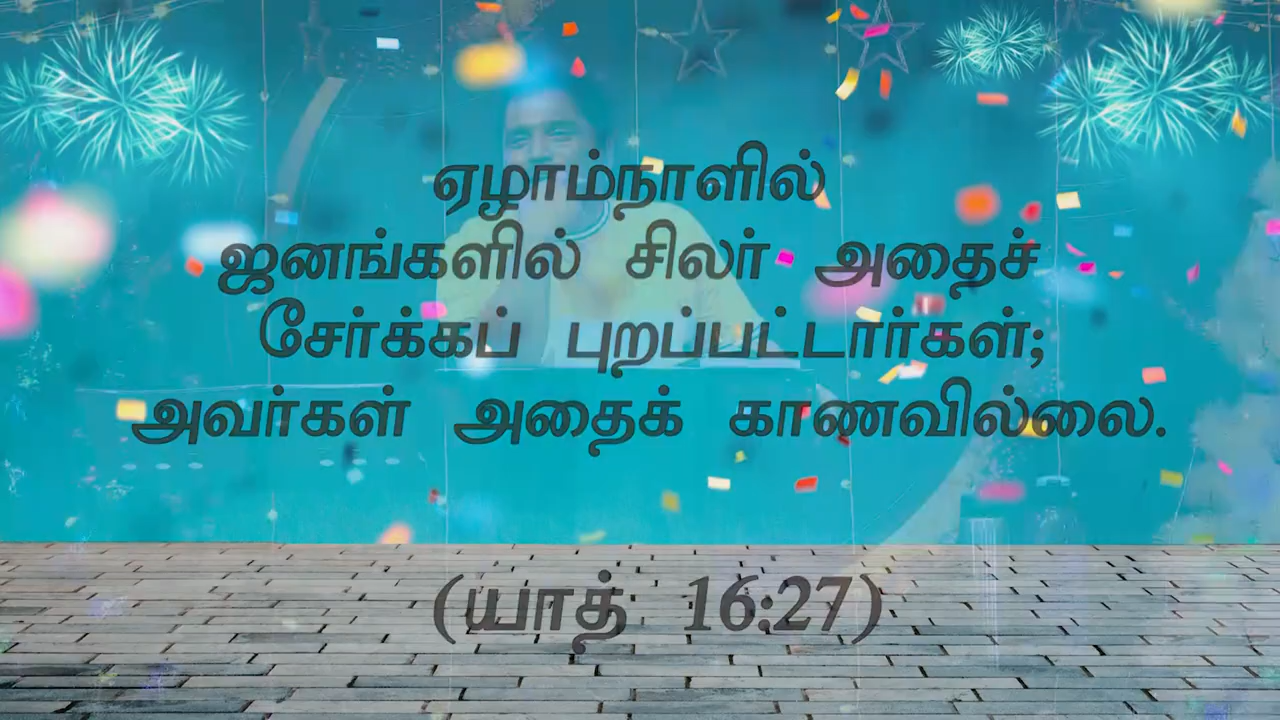 ஏழாம்நாளில்
ஜனங்களில் சிலர் அதைச்
சேர்க்கப் புறப்பட்டார்கள்;
அவர்கள் அதைக் காணவில்லை.
(யாத் 16:27)